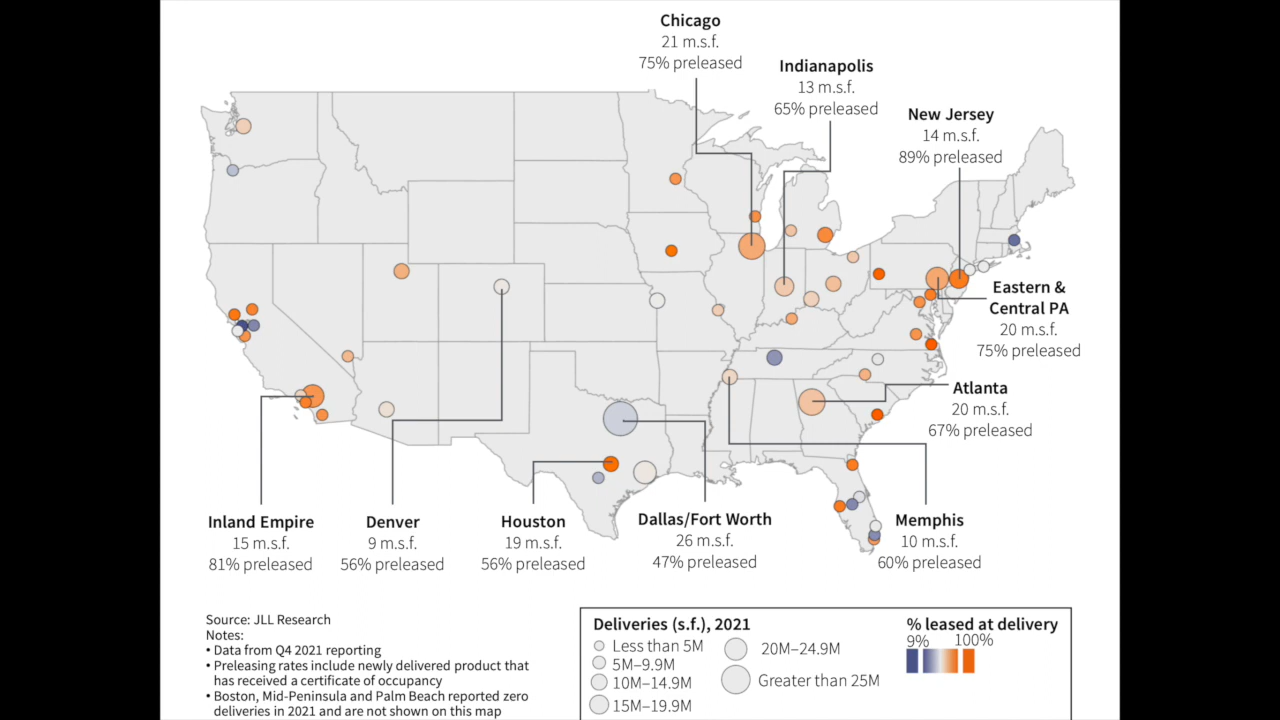 Chicago
21 m.s.f.
75% preleased
Indianapolis
13 m.s.f.
65% preleased
New Jersey
14 m.s.f.
89% preleased
Eastern &
Central PA
20 m.s.f.
75% preleased
Atlanta
20 m.s.f.
67% preleased
Inland Empire
15 m.s.f.
81% preleased
Denver
9 m.s.f.
56% preleased
Houston
19 m.s.f.
56% preleased
Dallas/Fort Worth
26 m.s.f.
47% preleased
Memphis
10 m.s.f.
60% preleased
Source: JLL Research
Notes:
• Data from Q4 2021 reporting
• Preleasing rates include newly delivered product that
has received a certificate of occupancy
• Boston, Mid-Peninsula and Palm Beach reported zero
deliveries in 2021 and are not shown on this map
Deliveries (s.f.), 2021
Less than 5M
5M–9.9M
10M–14.9M
15M–19.9M
20M–24.9M
Greater than 25M
% leased at delivery
9% 100%